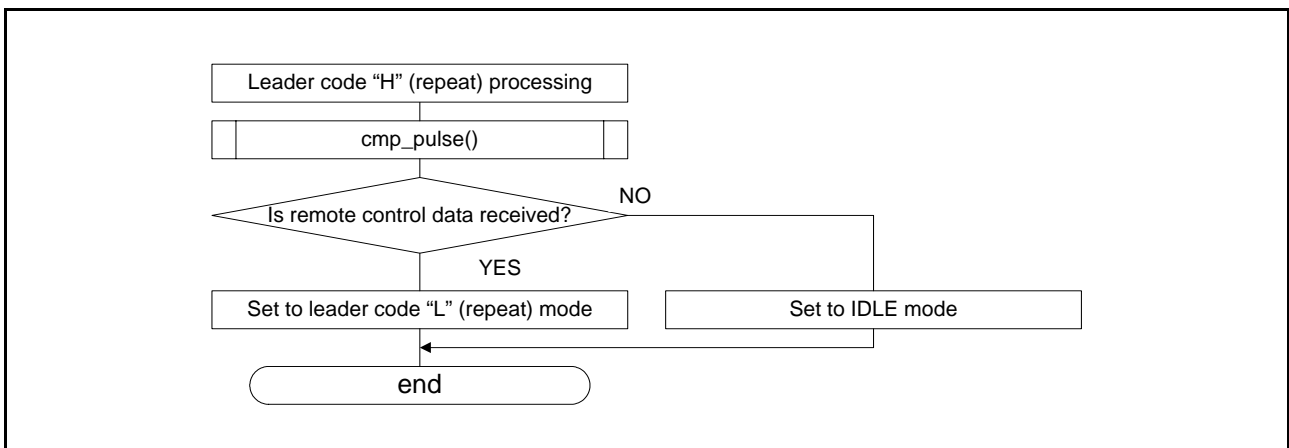 Leader code “H” (repeat) processing
cmp_pulse()
Is remote control data received?
NO
YES
Set to leader code “L” (repeat) mode
Set to IDLE mode
end